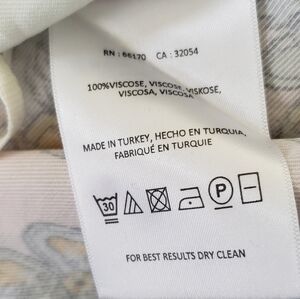 RN : 66170 CA : 32054
100%VISCOSE, VISCOSE, VISKOSE,
VISCOSA, VISCOSA
MADE IN TURKEY, HECHO EN TURQUIA,
FABRIQUÉ EN TURQUIE
30 P
FOR BEST RESULTS DRY CLEAN